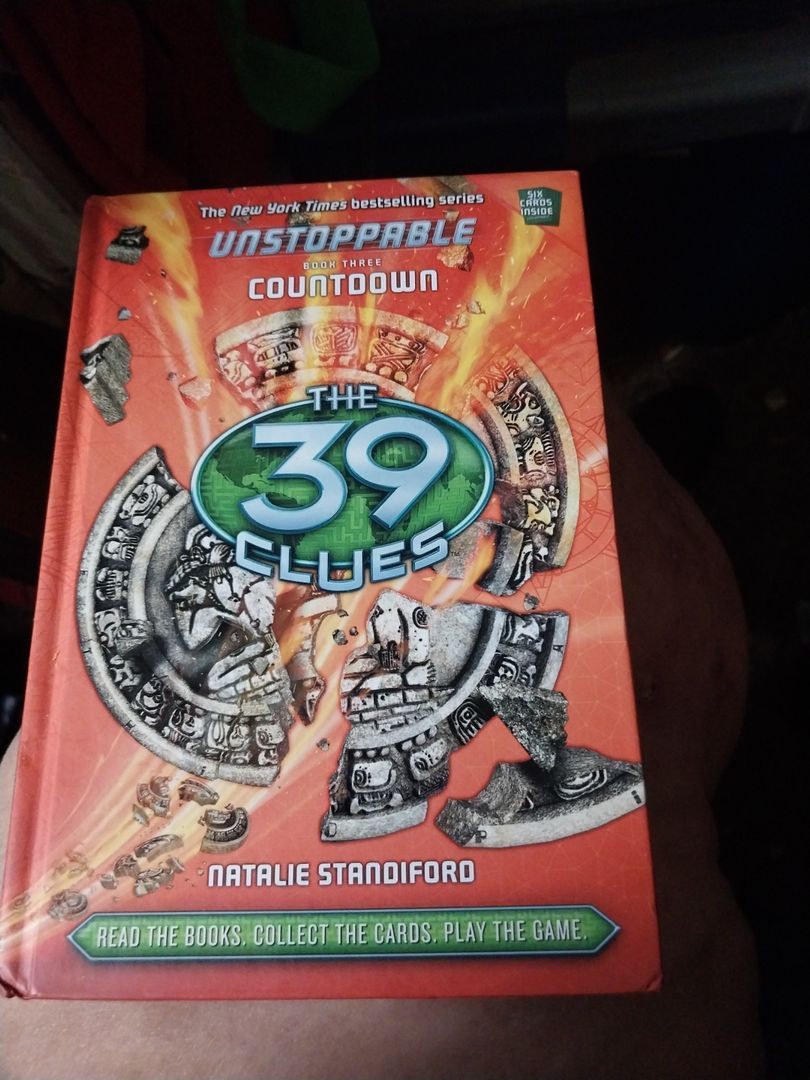 The New York Times bestselling series
SIX
CARDS
INSIDE
UNSTOPPABLE
BOOK THREE
COUNTDOWN
THE
39
CLUES
NATALIE STANDIFORD
READ THE BOOKS. COLLECT THE CARDS. PLAY THE GAME.